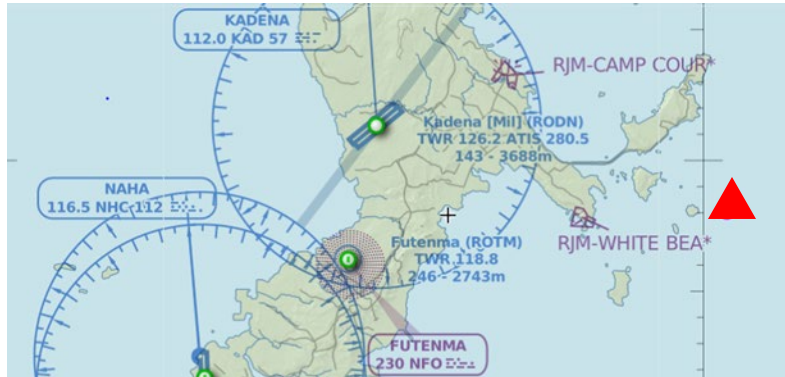 KADENA
112.0 KAD 57
RJM-CAMP COUR*
Kadena [Mil] (RODN)
TWR 126.2 ATIS 280.5
143 - 3688m
NAHA
116.5 NHC 112
RJM-WHITE BEA*
Futenma (ROTM)
TWR 118.8
246 - 2743m
FUTENMA
230 NFO